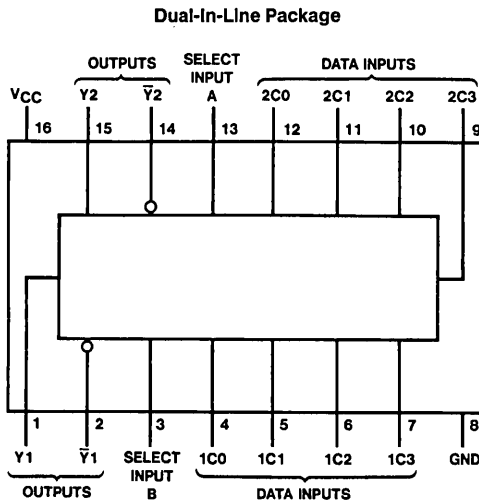 Dual-In-Line Package
OUTPUTS SELECT INPUT A DATA INPUTS
VCC Y2 Y̅2 2C0 2C1 2C2 2C3
16 15 14 13 12 11 10 9
1 2 3 4 5 6 7 8
Y1 Y̅1 SELECT INPUT B 1C0 1C1 1C2 1C3 GND
OUTPUTS DATA INPUTS